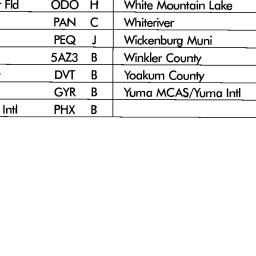 Fld ODO H White Mountain Lake
PAN C Whiteriver
PEQ J Wickenburg Muni
5AZ3 B Winkler County
DVT B Yoakum County
GYR B Yuma MCAS/Yuma Intl
Intl PHX B